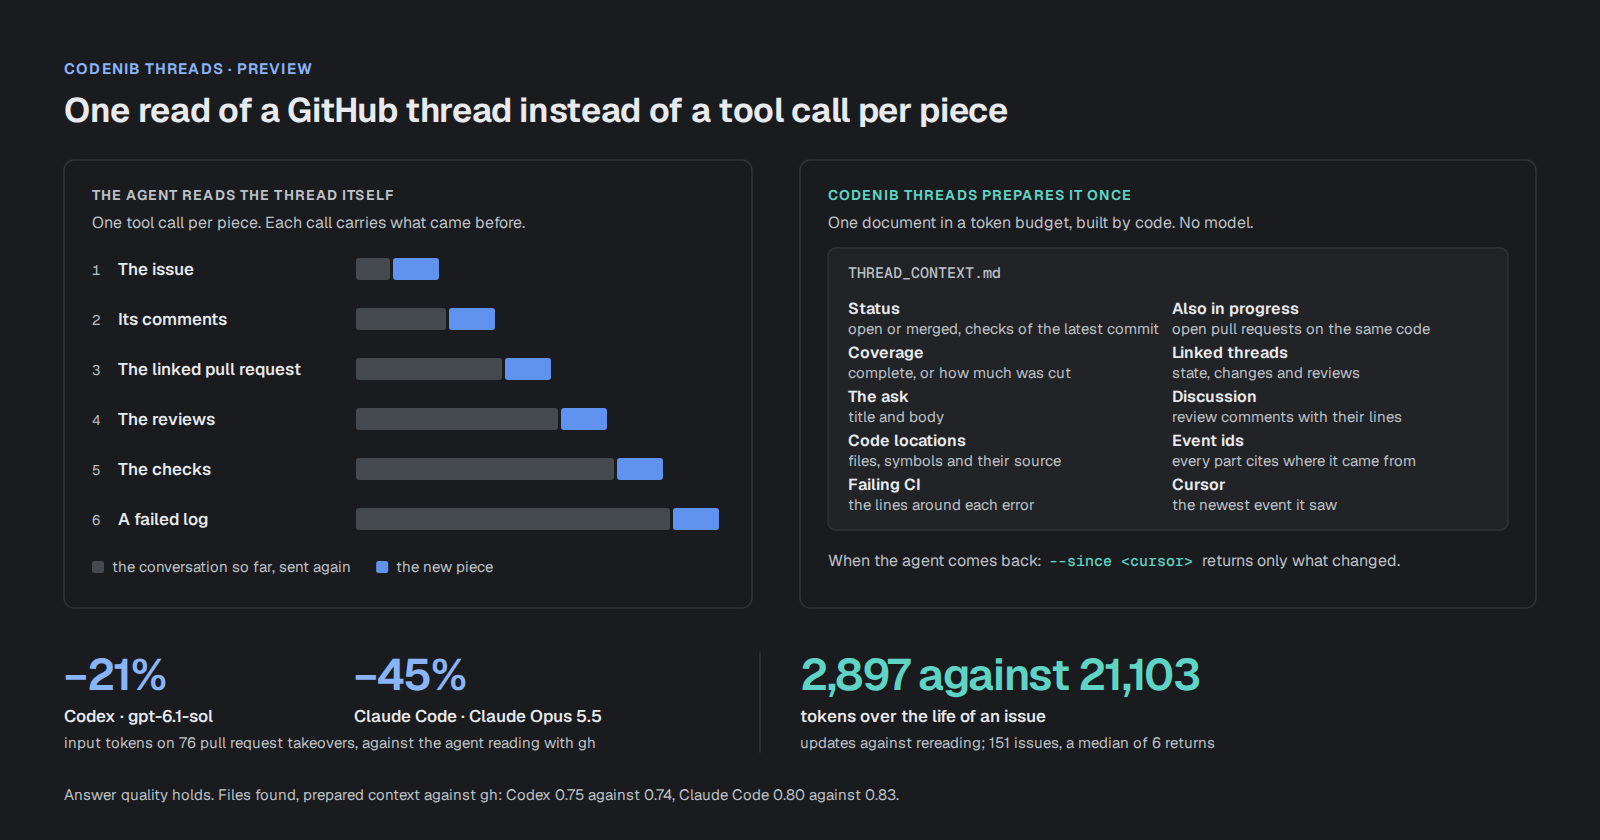 CODENIB THREADS · PREVIEW
One read of a GitHub thread instead of a tool call per piece
THE AGENT READS THE THREAD ITSELF
One tool call per piece. Each call carries what came before.
1 The issue
2 Its comments
3 The linked pull request
4 The reviews
5 The checks
6 A failed log
the conversation so far, sent again
the new piece
CODENIB THREADS PREPARES IT ONCE
One document in a token budget, built by code. No model.
THREAD_CONTEXT.md
Status
open or merged, checks of the latest commit
Coverage
complete, or how much was cut
The ask
title and body
Code locations
files, symbols and their source
Failing CI
the lines around each error
Also in progress
open pull requests on the same code
Linked threads
state, changes and reviews
Discussion
review comments with their lines
Event ids
every part cites where it came from
Cursor
the newest event it saw
When the agent comes back: --since <cursor> returns only what changed.
−21%
Codex · gpt-6.1-sol
−45%
Claude Code · Claude Opus 5.5
input tokens on 76 pull request takeovers, against the agent reading with gh
2,897 against 21,103
tokens over the life of an issue
updates against rereading; 151 issues, a median of 6 returns
Answer quality holds. Files found, prepared context against gh: Codex 0.75 against 0.74, Claude Code 0.80 against 0.83.